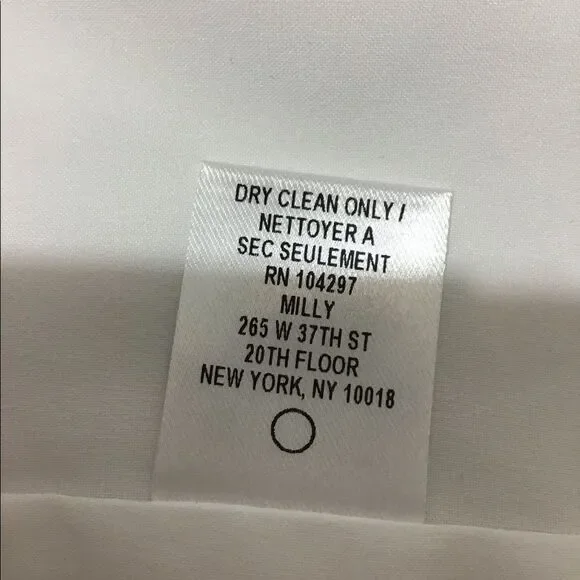 DRY CLEAN ONLY /
NETTOYER A
SEC SEULEMENT
RN 104297
MILLY
265 W 37TH ST
20TH FLOOR
NEW YORK, NY 10018